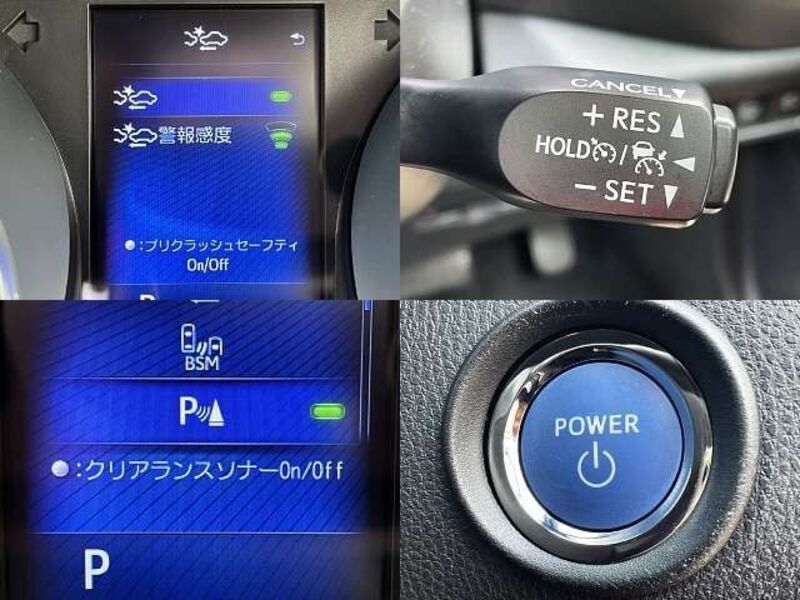 警報感度
:プリクラッシュセーフティ
On/Off
CANCEL▼
+ RES ▲
HOLD / ◀
− SET ▼
BSM
P
:クリアランスソナーOn/Off
P
POWER